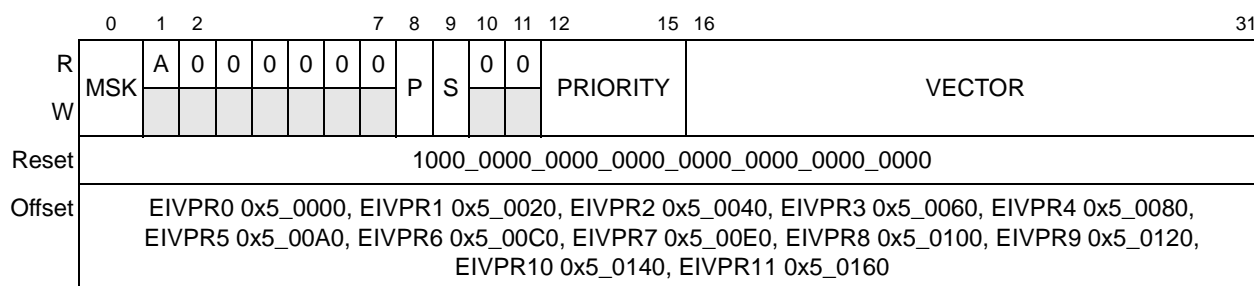 0 1 2 7 8 9 10 11 12 15 16 31
R A 0 0 0 0 0 0 0 0
MSK P S PRIORITY VECTOR
W
Reset 1000_0000_0000_0000_0000_0000_0000_0000
Offset EIVPR0 0x5_0000, EIVPR1 0x5_0020, EIVPR2 0x5_0040, EIVPR3 0x5_0060, EIVPR4 0x5_0080,
EIVPR5 0x5_00A0, EIVPR6 0x5_00C0, EIVPR7 0x5_00E0, EIVPR8 0x5_0100, EIVPR9 0x5_0120,
EIVPR10 0x5_0140, EIVPR11 0x5_0160